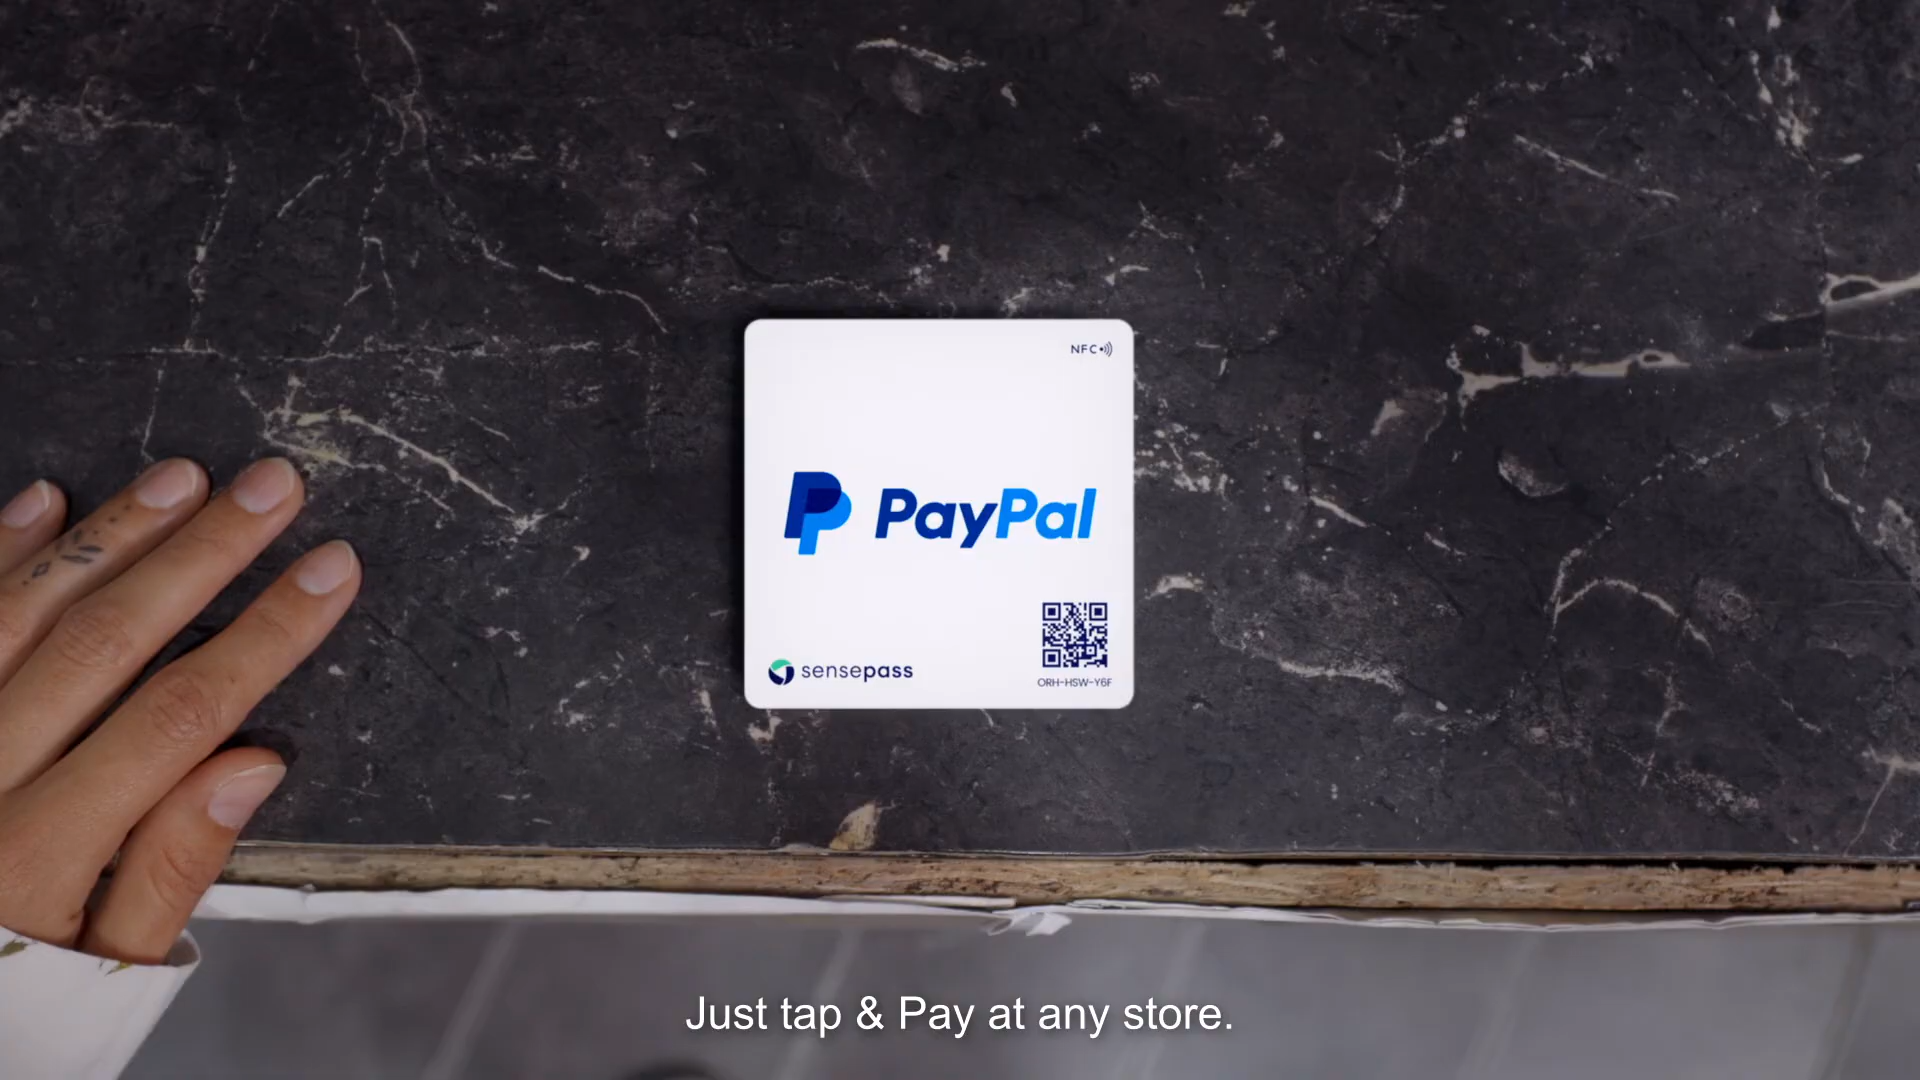 NFC
PayPal
sensepass
ORH-HSW-Y6F
Just tap & Pay at any store.